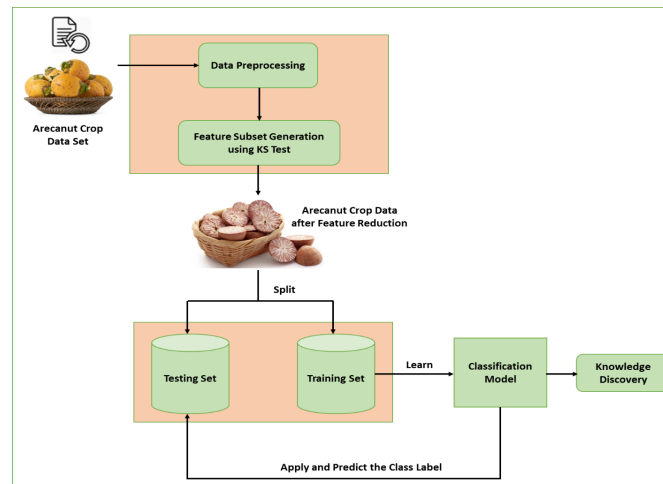 Data Preprocessing
Arecanut Crop
Data Set
Feature Subset Generation
using KS Test
Arecanut Crop Data
after Feature Reduction
Split
Testing Set
Training Set
Learn
Classification
Model
Knowledge
Discovery
Apply and Predict the Class Label